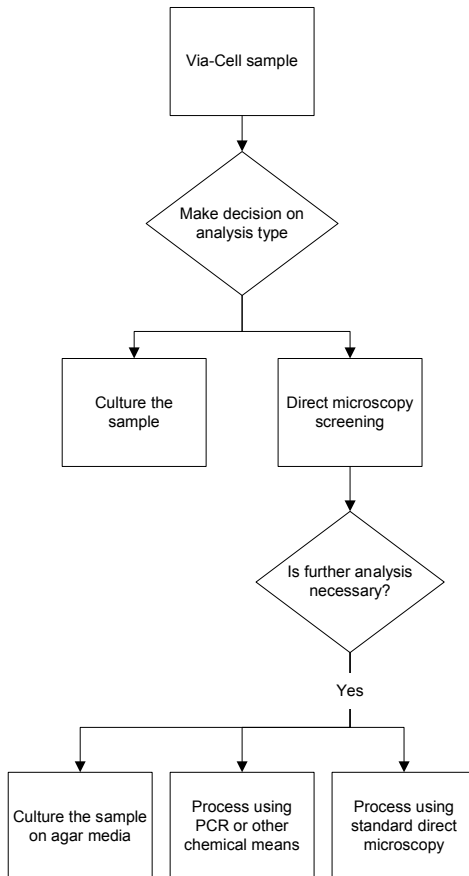 Via-Cell sample
Make decision on
analysis type
Culture the
sample
Direct microscopy
screening
Is further analysis
necessary?
Yes
Culture the sample
on agar media
Process using
PCR or other
chemical means
Process using
standard direct
microscopy